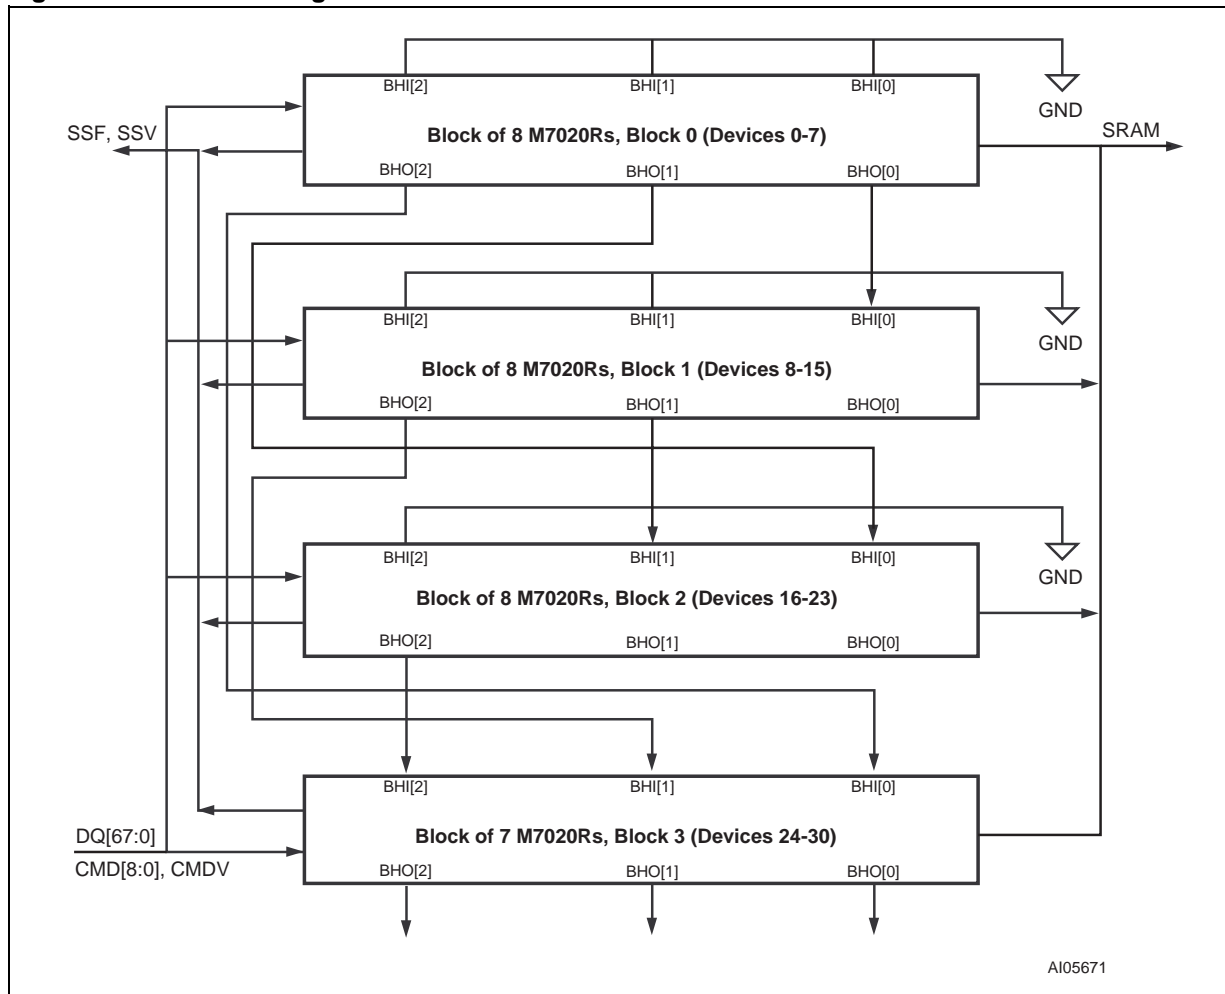 BHI[2]
BHI[1]
BHI[0]
GND
SSF, SSV
Block of 8 M7020Rs, Block 0 (Devices 0-7)
SRAM
BHO[2]
BHO[1]
BHO[0]
BHI[2]
BHI[1]
BHI[0]
GND
Block of 8 M7020Rs, Block 1 (Devices 8-15)
BHO[2]
BHO[1]
BHO[0]
BHI[2]
BHI[1]
BHI[0]
GND
Block of 8 M7020Rs, Block 2 (Devices 16-23)
BHO[2]
BHO[1]
BHO[0]
BHI[2]
BHI[1]
BHI[0]
DQ[67:0]
Block of 7 M7020Rs, Block 3 (Devices 24-30)
CMD[8:0], CMDV
BHO[2]
BHO[1]
BHO[0]
AI05671